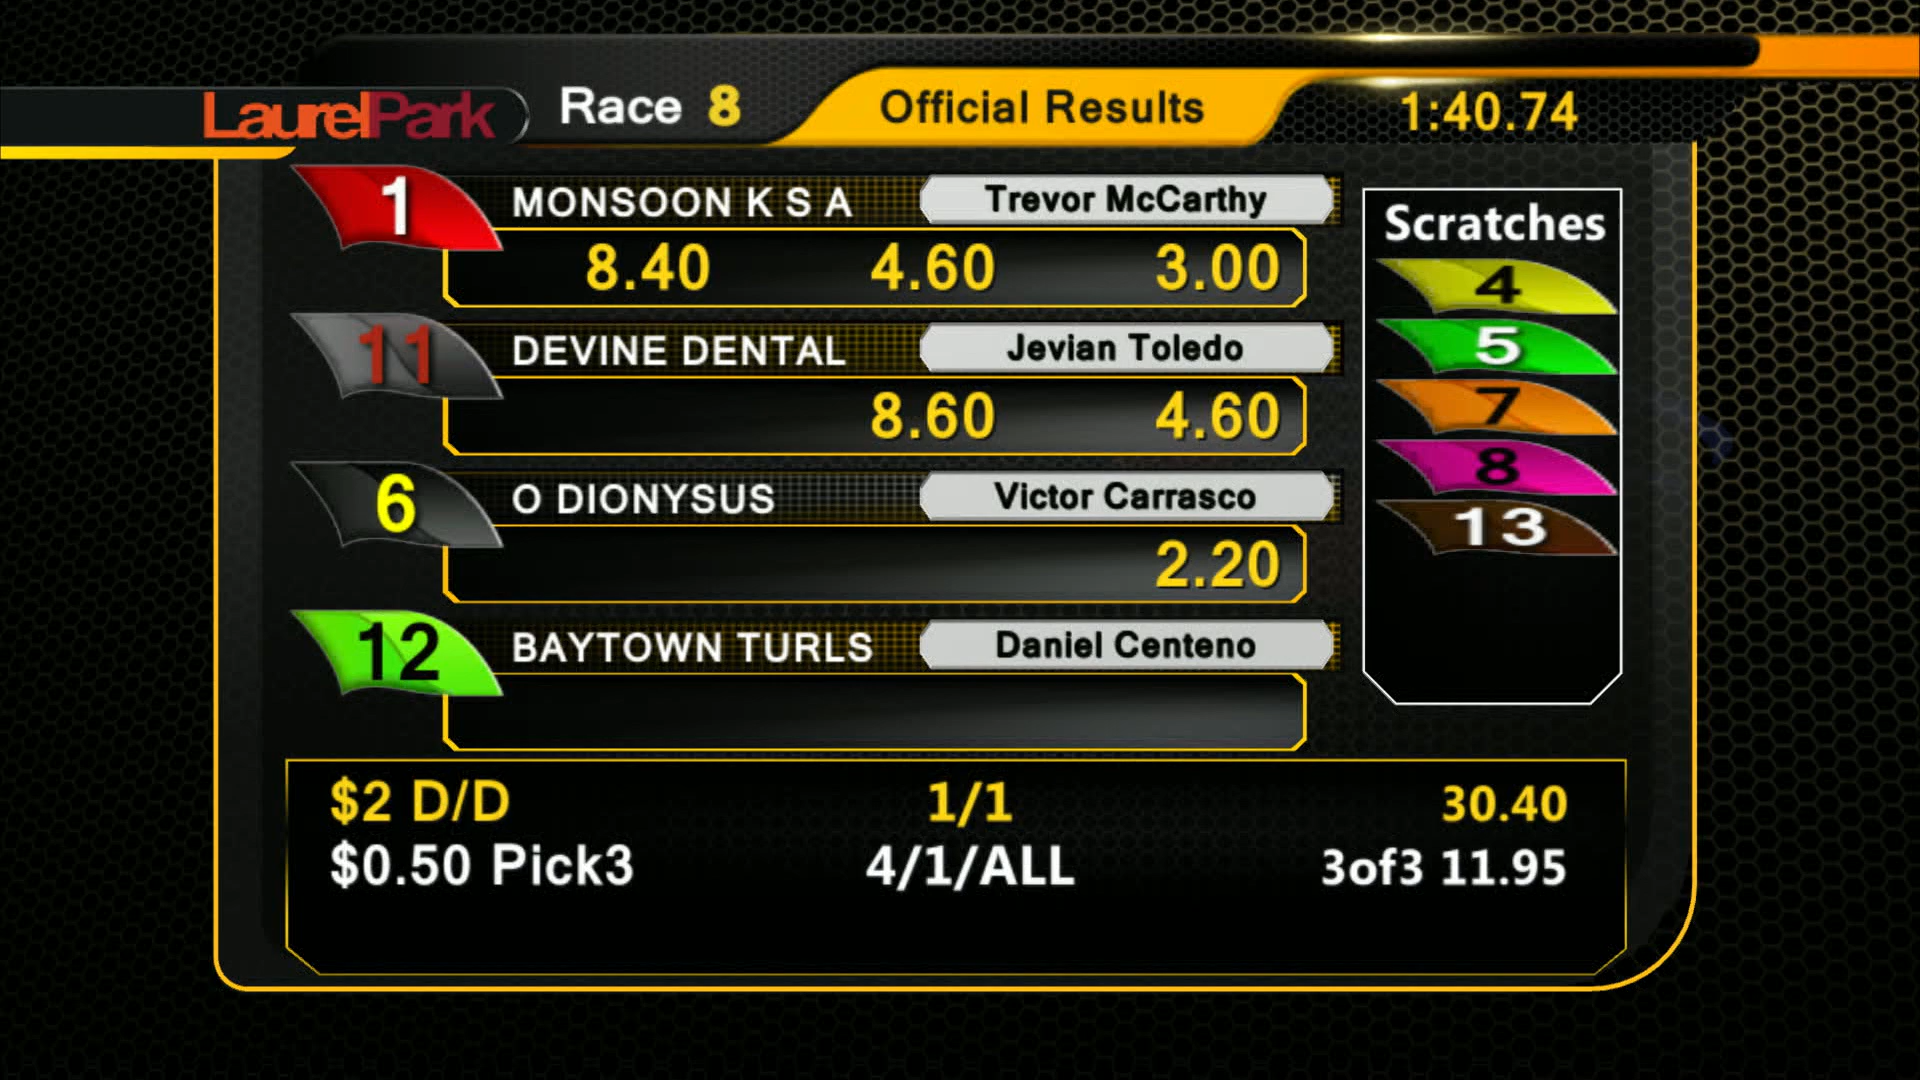 LaurelPark Race 8 Official Results 1:40.74
1 MONSOON K S A Trevor McCarthy
8.40 4.60 3.00
11 DEVINE DENTAL Jevian Toledo
8.60 4.60
6 O DIONYSUS Victor Carrasco
2.20
12 BAYTOWN TURLS Daniel Centeno
Scratches
4
5
7
8
13
$2 D/D 1/1 30.40
$0.50 Pick3 4/1/ALL 3of3 11.95